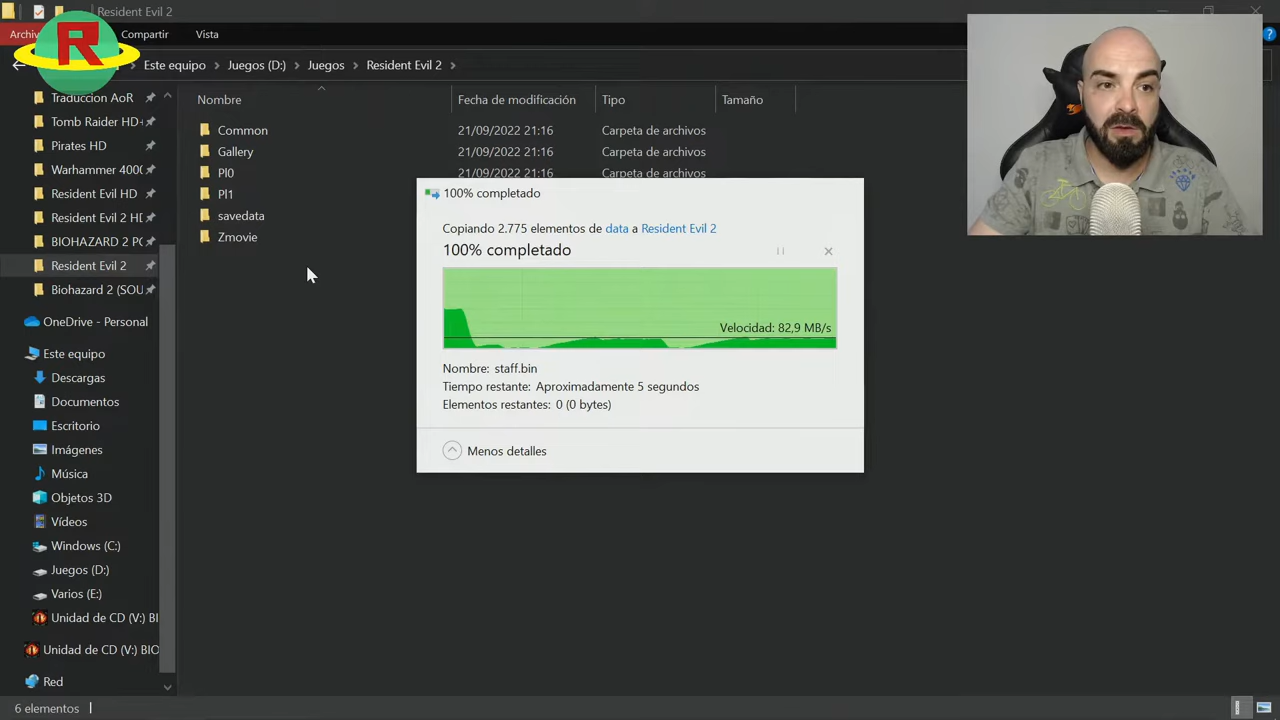 Resident Evil 2
Archiv
Compartir
Vista
R
Este equipo
Juegos (D:)
Juegos
Resident Evil 2
Nombre
Fecha de modificación
Tipo
Tamaño
Traduccion AoR
Tomb Raider HD
Pirates HD
Warhammer 4000
Resident Evil HD
Resident Evil 2 HD
BIOHAZARD 2 PC
Resident Evil 2
Biohazard 2 (SOU
OneDrive - Personal
Este equipo
Descargas
Documentos
Escritorio
Imágenes
Música
Objetos 3D
Vídeos
Windows (C:)
Juegos (D:)
Varios (E:)
Unidad de CD (V:) BI
Unidad de CD (V:) BIO
Red
Common 21/09/2022 21:16 Carpeta de archivos
Gallery 21/09/2022 21:16 Carpeta de archivos
Pl0 21/09/2022 21:16 Carpeta de archivos
Pl1
savedata
Zmovie
100% completado
Copiando 2.775 elementos de data a Resident Evil 2
100% completado
Velocidad: 82,9 MB/s
Nombre: staff.bin
Tiempo restante: Aproximadamente 5 segundos
Elementos restantes: 0 (0 bytes)
Menos detalles
6 elementos